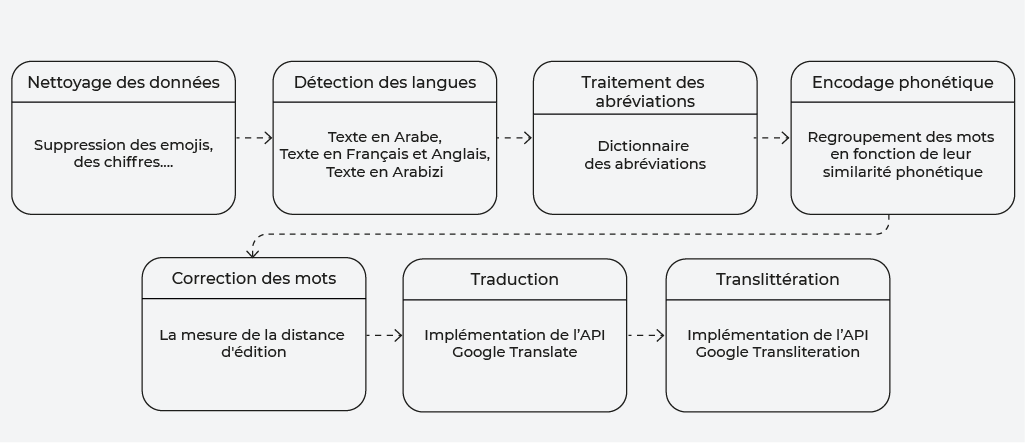 Nettoyage des données
Suppression des emojis,
des chiffres....
Détection des langues
Texte en Arabe,
Texte en Français et Anglais,
Texte en Arabizi
Traitement des
abréviations
Dictionnaire
des abréviations
Encodage phonétique
Regroupement des mots
en fonction de leur
similarité phonétique
Correction des mots
La mesure de la distance
d'édition
Traduction
Implémentation de l’API
Google Translate
Translittération
Implémentation de l’API
Google Transliteration